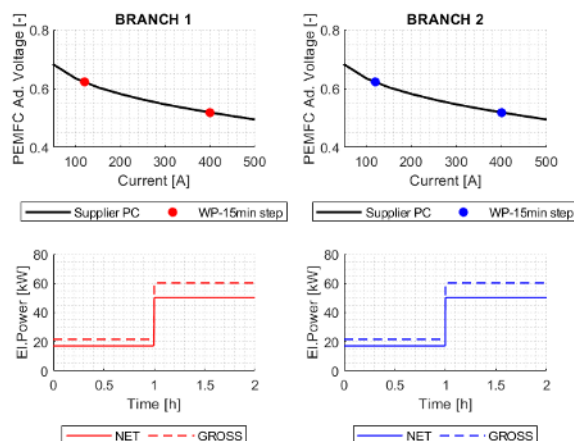 BRANCH 1
PEMFC Ad. Voltage [-]
0.8
0.6
0.4
100 200 300 400 500
Current [A]
Supplier PC WP-15min step
BRANCH 2
PEMFC Ad. Voltage [-]
0.8
0.6
0.4
100 200 300 400 500
Current [A]
Supplier PC WP-15min step
El.Power [kW]
80
60
40
20
0
0 0.5 1 1.5 2
Time [h]
NET GROSS
El.Power [kW]
80
60
40
20
0
0 0.5 1 1.5 2
Time [h]
NET GROSS